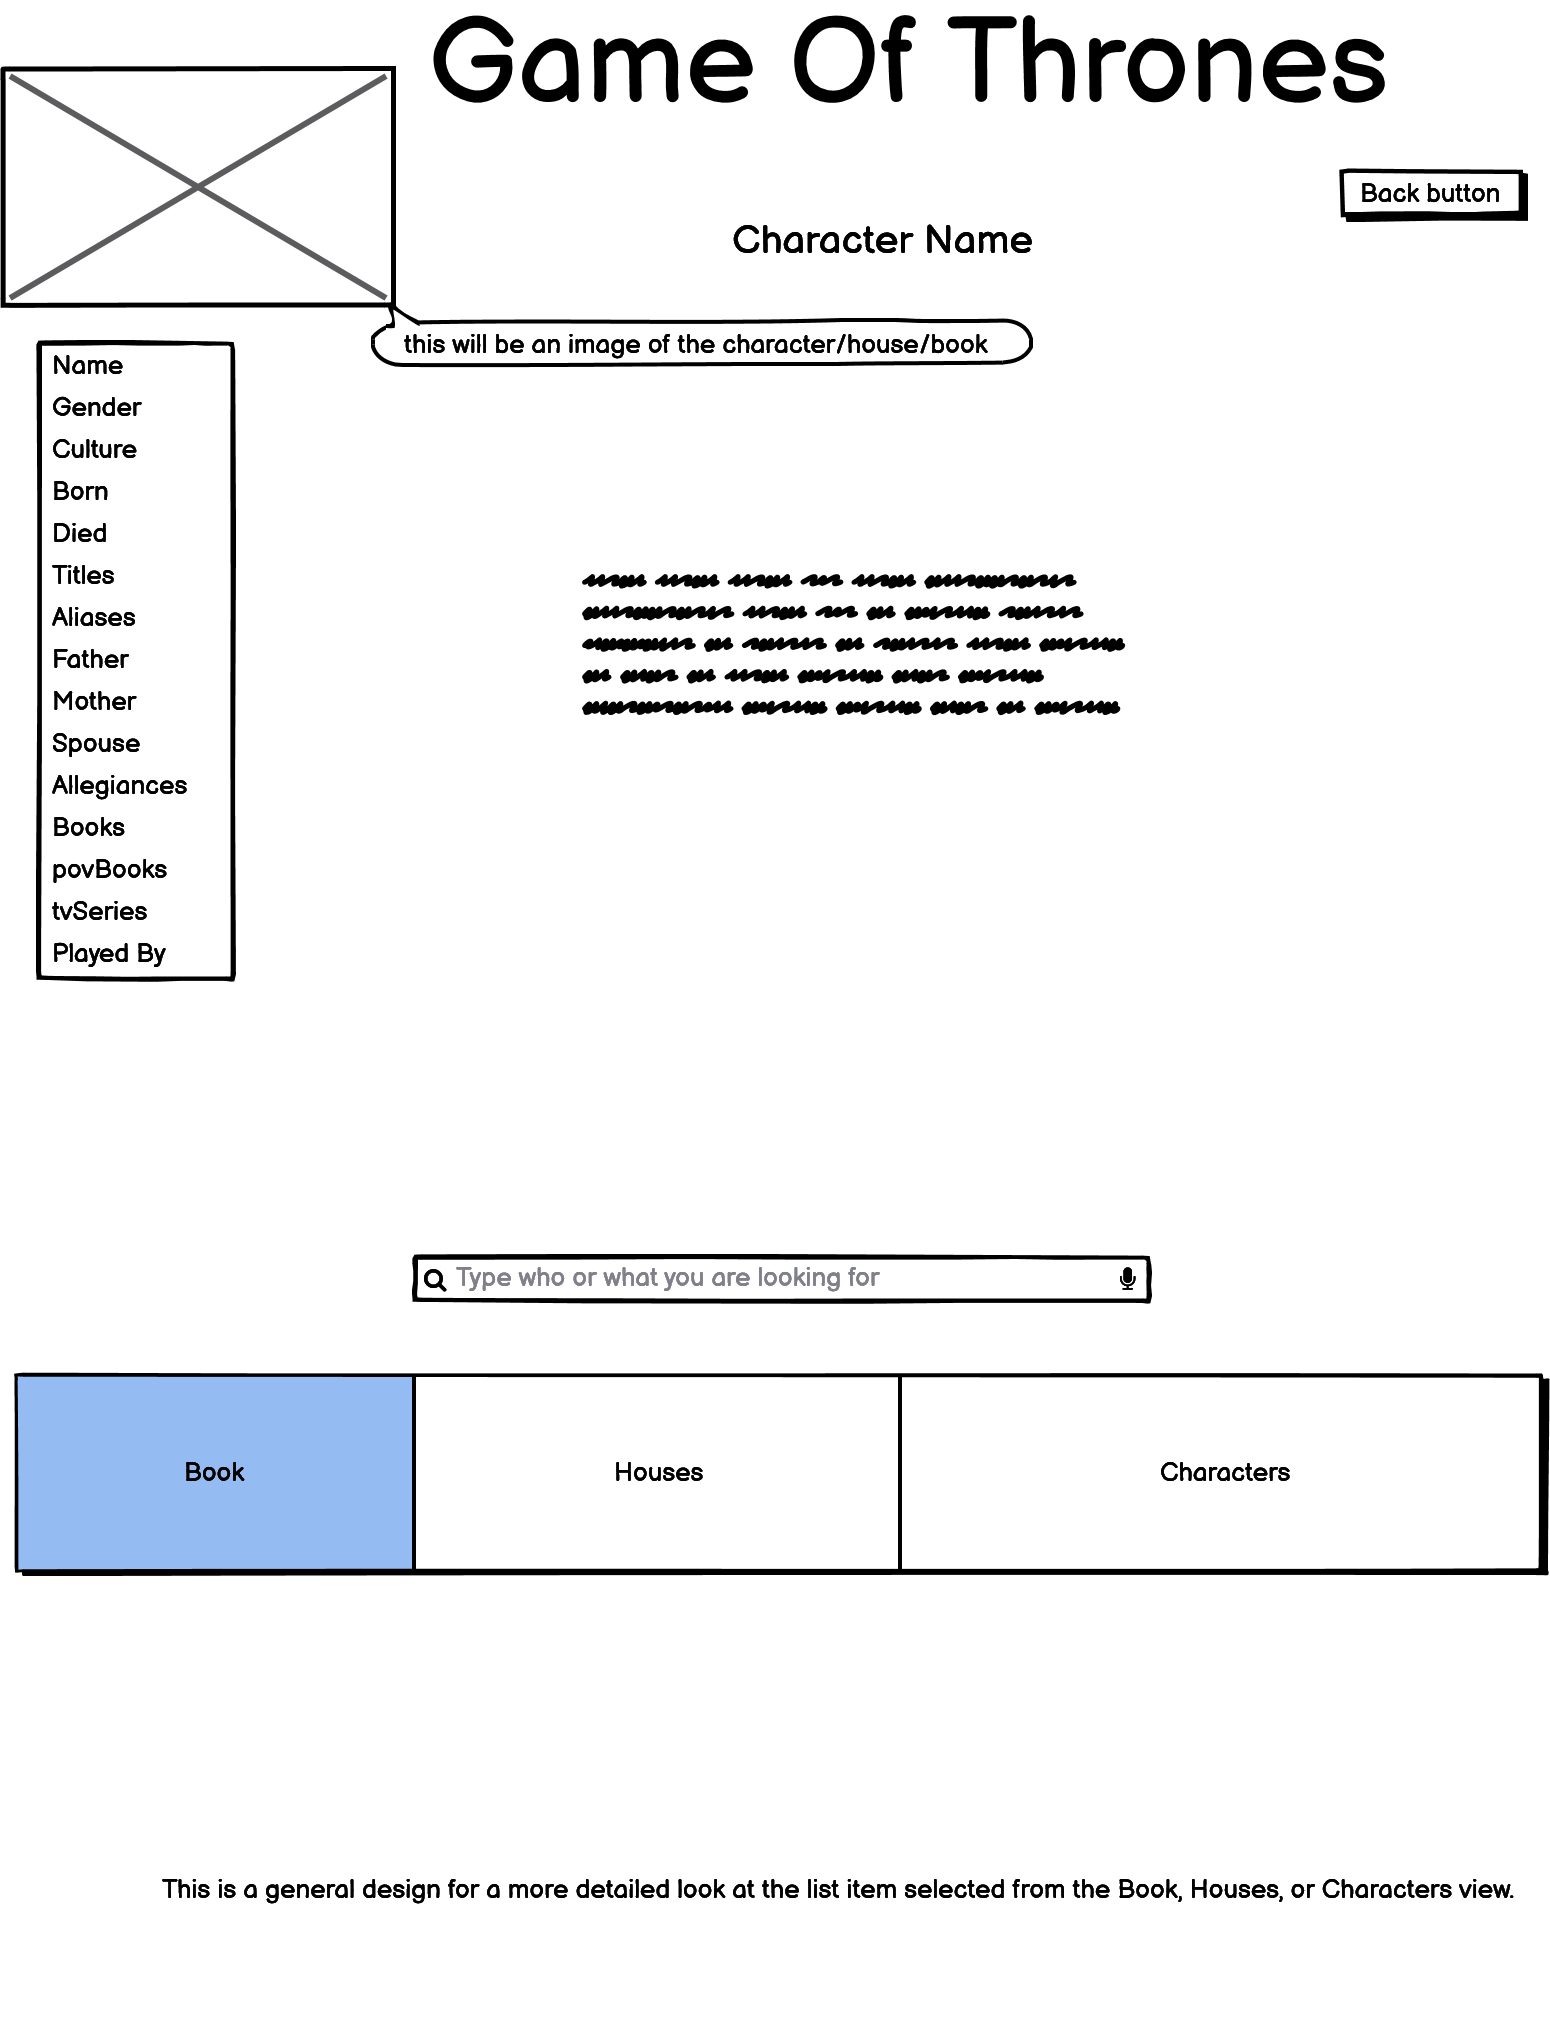 Game Of Thrones
Back button
Character Name
this will be an image of the character/house/book
Name
Gender
Culture
Born
Died
Titles
Aliases
Father
Mother
Spouse
Allegiances
Books
povBooks
tvSeries
Played By
Type who or what you are looking for
Book
Houses
Characters
This is a general design for a more detailed look at the list item selected from the Book, Houses, or Characters view.